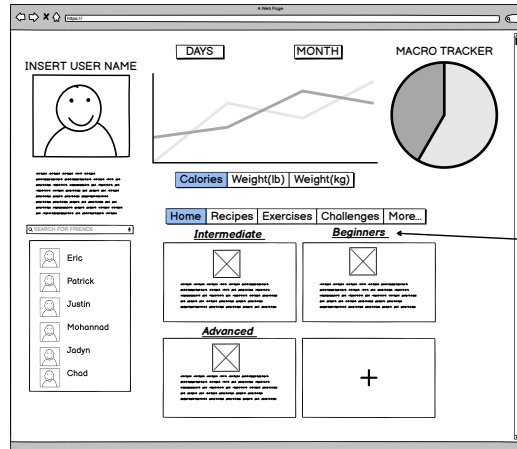 A Web Page
https://
DAYS
MONTH
MACRO TRACKER
INSERT USER NAME
Calories Weight(lb) Weight(kg)
Home Recipes Exercises Challenges More...
SEARCH FOR FRIENDS
Intermediate
Beginners
Eric
Patrick
Justin
Mohannad
Jadyn
Chad
Advanced